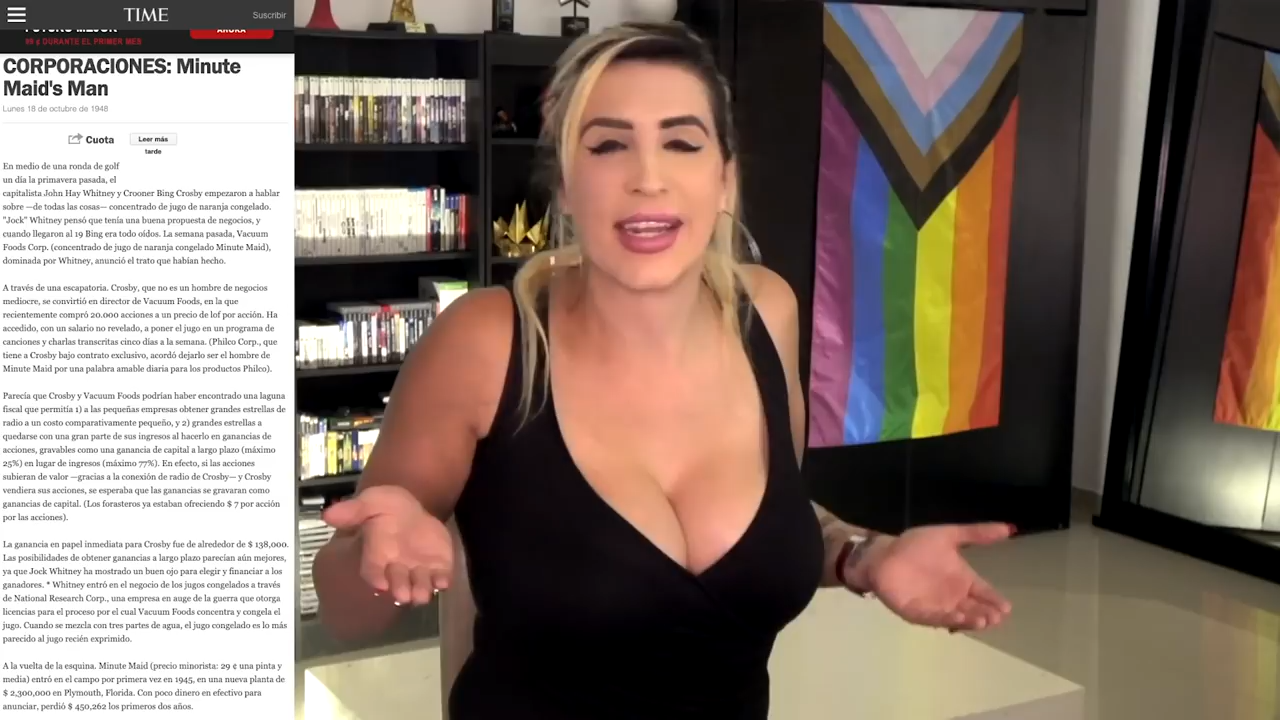 TIME
Suscribir
FUTURO MEJOR
99 ¢ DURANTE EL PRIMER MES
AHORA
CORPORACIONES: Minute
Maid's Man
Lunes 18 de octubre de 1948
Cuota
Leer más
tarde
En medio de una ronda de golf
un día la primavera pasada, el
capitalista John Hay Whitney y Crooner Bing Crosby empezaron a hablar
sobre —de todas las cosas— concentrado de jugo de naranja congelado.
"Jock" Whitney pensó que tenía una buena propuesta de negocios, y
cuando llegaron al 19 Bing era todo oídos. La semana pasada, Vacuum
Foods Corp. (concentrado de jugo de naranja congelado Minute Maid),
dominada por Whitney, anunció el trato que habían hecho.
A través de una escapatoria. Crosby, que no es un hombre de negocios
mediocre, se convirtió en director de Vacuum Foods, en la que
recientemente compró 20.000 acciones a un precio de lof por acción. Ha
accedido, con un salario no revelado, a poner el jugo en un programa de
canciones y charlas transcritas cinco días a la semana. (Philco Corp., que
tiene a Crosby bajo contrato exclusivo, acordó dejarlo ser el hombre de
Minute Maid por una palabra amable diaria para los productos Philco).
Parecía que Crosby y Vacuum Foods podrían haber encontrado una laguna
fiscal que permitía 1) a las pequeñas empresas obtener grandes estrellas de
radio a un costo comparativamente pequeño, y 2) grandes estrellas a
quedarse con una gran parte de sus ingresos al hacerlo en ganancias de
acciones, gravables como una ganancia de capital a largo plazo (máximo
25%) en lugar de ingresos (máximo 77%). En efecto, si las acciones
subieran de valor —gracias a la conexión de radio de Crosby— y Crosby
vendiera sus acciones, se esperaba que las ganancias se gravaran como
ganancias de capital. (Los forasteros ya estaban ofreciendo $ 7 por acción
por las acciones).
La ganancia en papel inmediata para Crosby fue de alrededor de $ 138,000.
Las posibilidades de obtener ganancias a largo plazo parecían aún mejores,
ya que Jock Whitney ha mostrado un buen ojo para elegir y financiar a los
ganadores. * Whitney entró en el negocio de los jugos congelados a través
de National Research Corp., una empresa en auge de la guerra que otorga
licencias para el proceso por el cual Vacuum Foods concentra y congela el
jugo. Cuando se mezcla con tres partes de agua, el jugo congelado es lo más
parecido al jugo recién exprimido.
A la vuelta de la esquina. Minute Maid (precio minorista: 29 ¢ una pinta y
media) entró en el campo por primera vez en 1945, en una nueva planta de
$ 2,300,000 en Plymouth, Florida. Con poco dinero en efectivo para
anunciar, perdió $ 450,262 los primeros dos años.